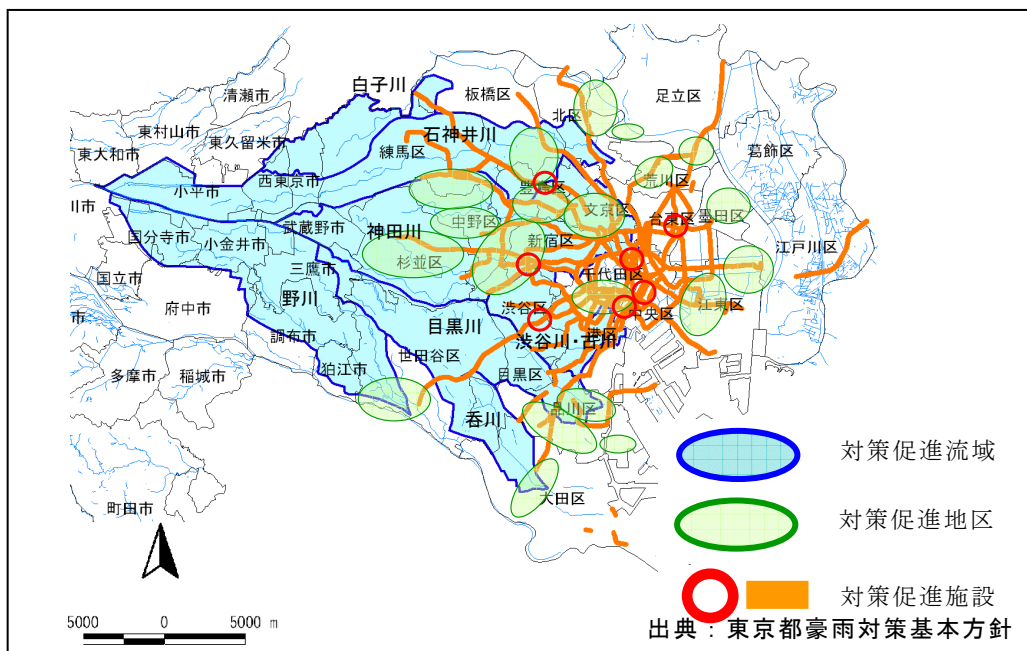 白子川
板橋区
足立区
清瀬市
北区
東村山市
石神井川
葛飾区
東久留米市
練馬区
東大和市
荒川区
西東京市
豊島区
小平市
文京区
台東区
墨田区
川市
武蔵野市
中野区
神田川
新宿区
江戸川区
国分寺市
小金井市
杉並区
千代田区
国立市
三鷹市
野川
渋谷区
江東区
府中市
中央区
市
目黒川
港区
調布市
渋谷川・古川
世田谷区
狛江市
目黒区
多摩市
稲城市
品川区
呑川
大田区
町田市
対策促進流域
対策促進地区
対策促進施設
5000 0 5000 m
出典：東京都豪雨対策基本方針